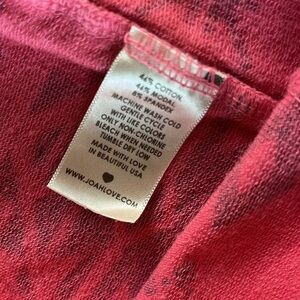 46% COTTON
46% MODAL
8% SPANDEX
MACHINE WASH COLD
GENTLE CYCLE
WITH LIKE COLORS
ONLY NON-CHLORINE
BLEACH WHEN NEEDED
TUMBLE DRY LOW
MADE WITH LOVE
IN BEAUTIFUL USA
WWW.JOAHLOVE.COM